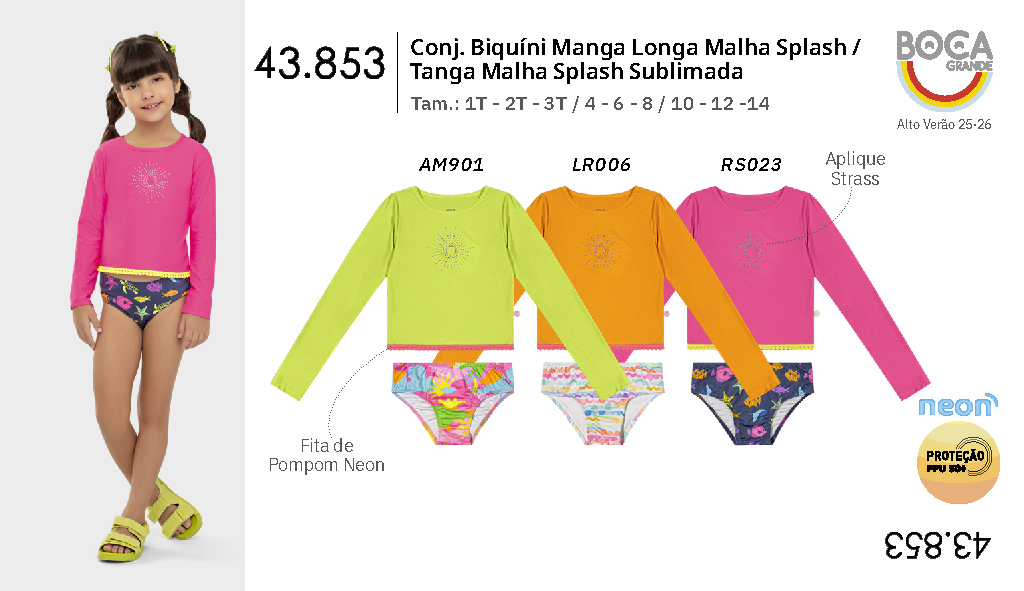 43.853
Conj. Biquíni Manga Longa Malha Splash /
Tanga Malha Splash Sublimada
Tam.: 1T - 2T - 3T / 4 - 6 - 8 / 10 - 12 -14
BOCA
GRANDE
Alto Verão 25-26
AM901
LR006
RS023
Aplique
Strass
Fita de
Pompom Neon
neon
PROTEÇÃO
FPU 50+
43.853